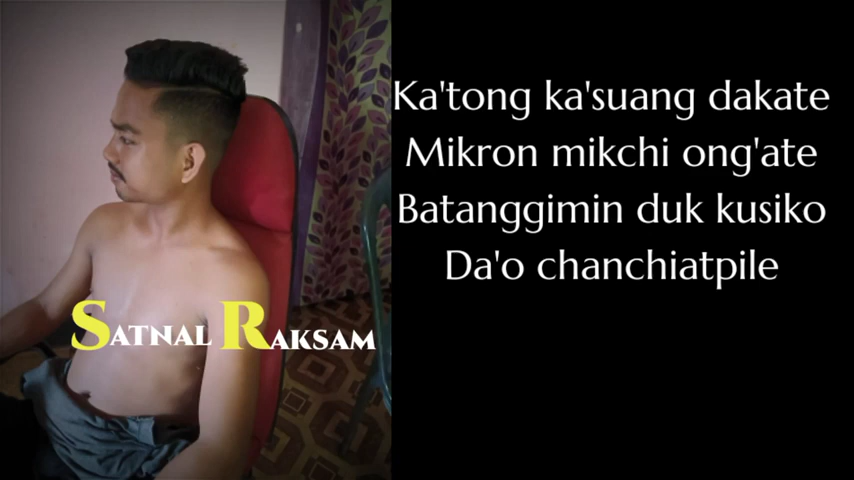 SATNAL RAKSAM
Ka'tong ka'suang dakate
Mikron mikchi ong'ate
Batanggimin duk kusiko
Da'o chanchiatpile